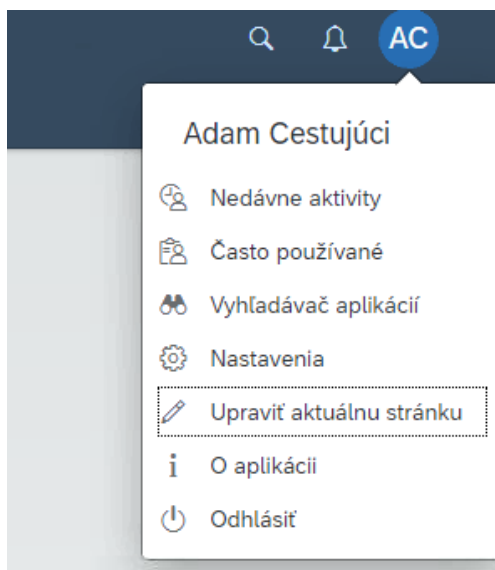 AC
Adam Cestujúci
Nedávne aktivity
Často používané
Vyhľadávač aplikácií
Nastavenia
Upraviť aktuálnu stránku
O aplikácii
Odhlásiť